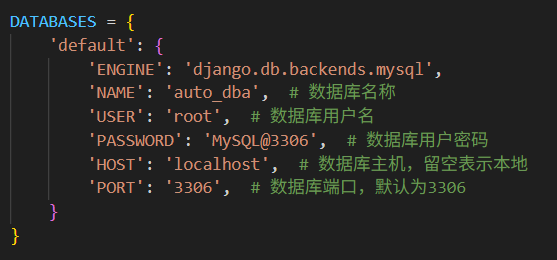 DATABASES = {
    'default': {
        'ENGINE': 'django.db.backends.mysql',
        'NAME': 'auto_dba',  # 数据库名称
        'USER': 'root',  # 数据库用户名
        'PASSWORD': 'MySQL@3306',  # 数据库用户密码
        'HOST': 'localhost',  # 数据库主机，留空表示本地
        'PORT': '3306',  # 数据库端口，默认为3306
    }
}